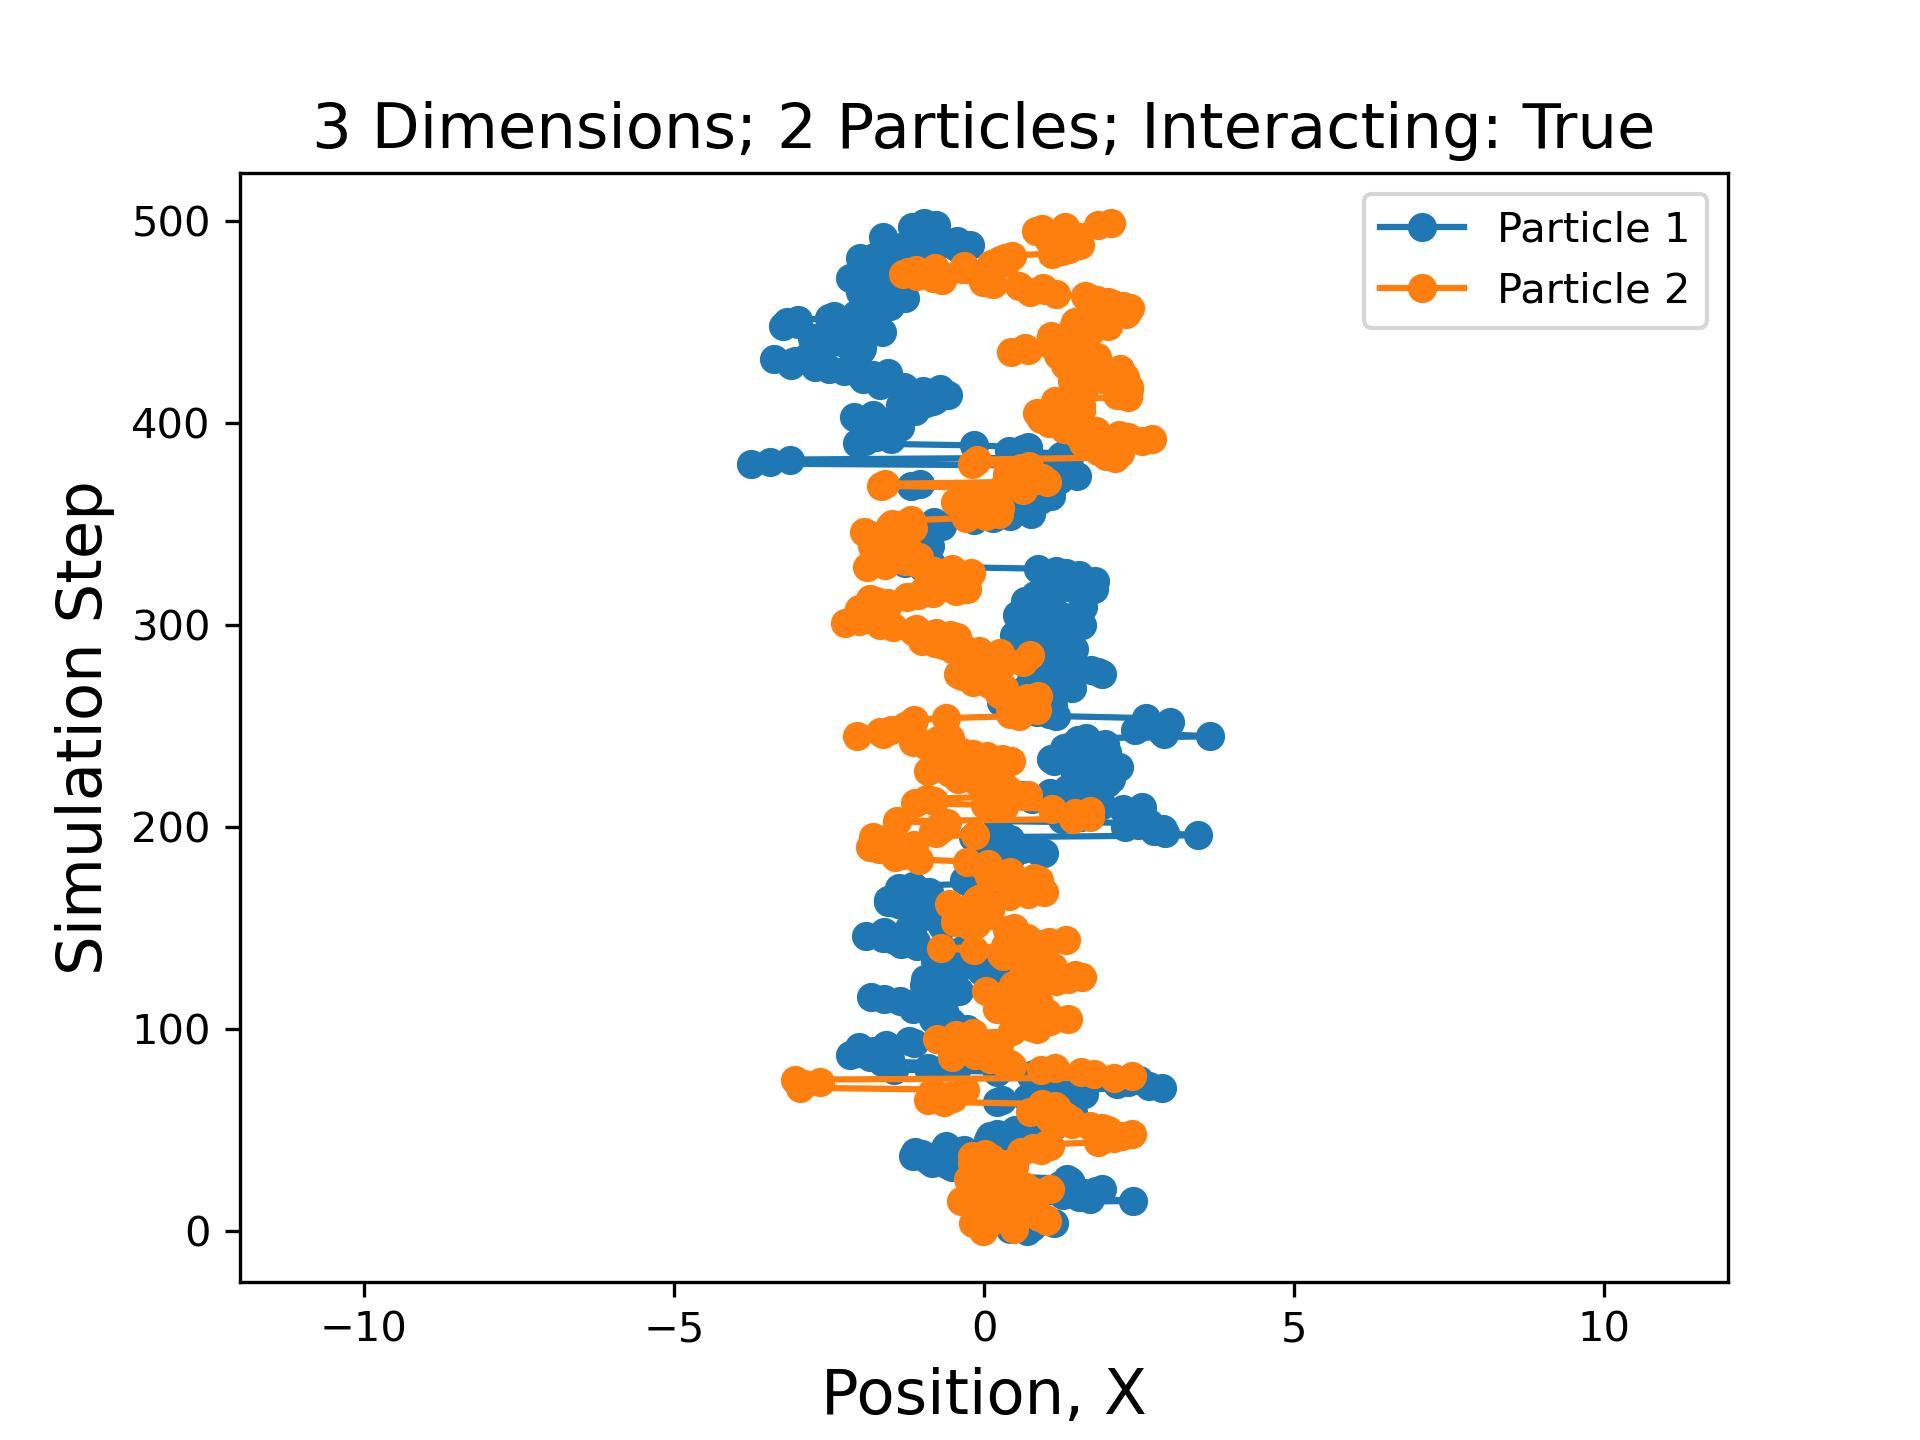 3 Dimensions; 2 Particles; Interacting: True
Particle 1
Particle 2
500
400
300
200
100
0
Simulation Step
−10 −5 0 5 10
Position, X